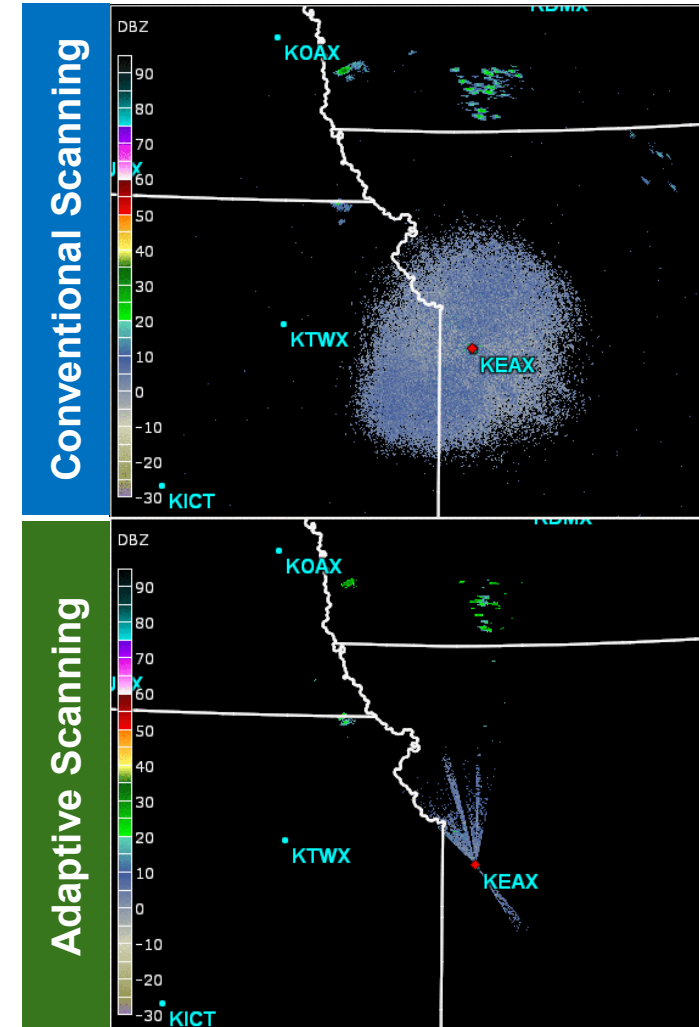 Conventional Scanning
DBZ
90
80
70
60
50
40
30
20
10
0
-10
-20
-30
KOAX
KTWX
KEAX
KICT
Adaptive Scanning
DBZ
90
80
70
60
50
40
30
20
10
0
-10
-20
-30
KOAX
KTWX
KEAX
KICT